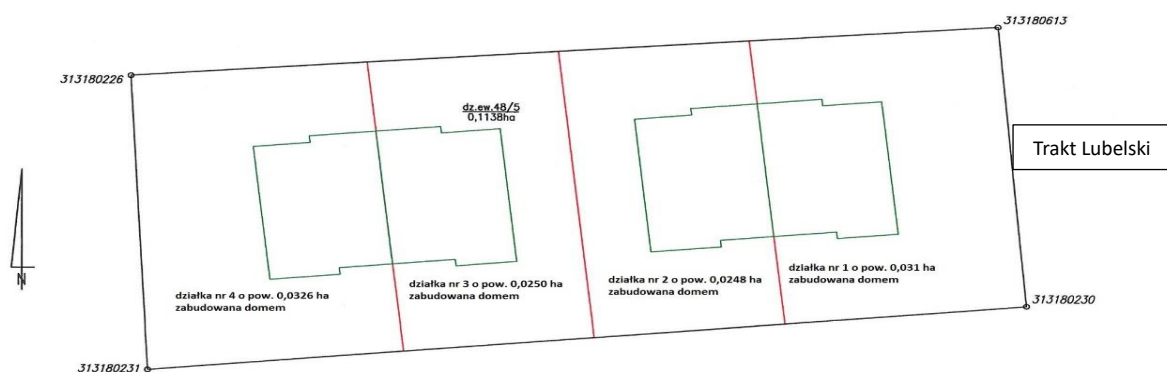 313180613
313180226
dz.ew.48/5
0,1138ha
Trakt Lubelski
N
działka nr 4 o pow. 0,0326 ha
zabudowana domem
działka nr 3 o pow. 0,0250 ha
zabudowana domem
działka nr 2 o pow. 0,0248 ha
zabudowana domem
działka nr 1 o pow. 0,031 ha
zabudowana domem
313180230
313180231